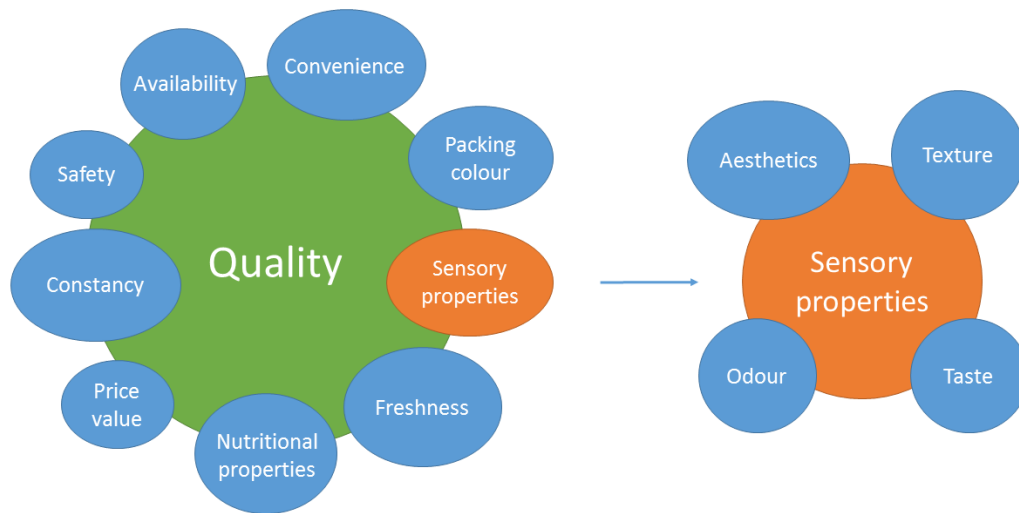 Availability
Convenience
Packing
colour
Safety
Quality
Constancy
Sensory
properties
Price
value
Nutritional
properties
Freshness
Aesthetics
Texture
Sensory
properties
Odour
Taste